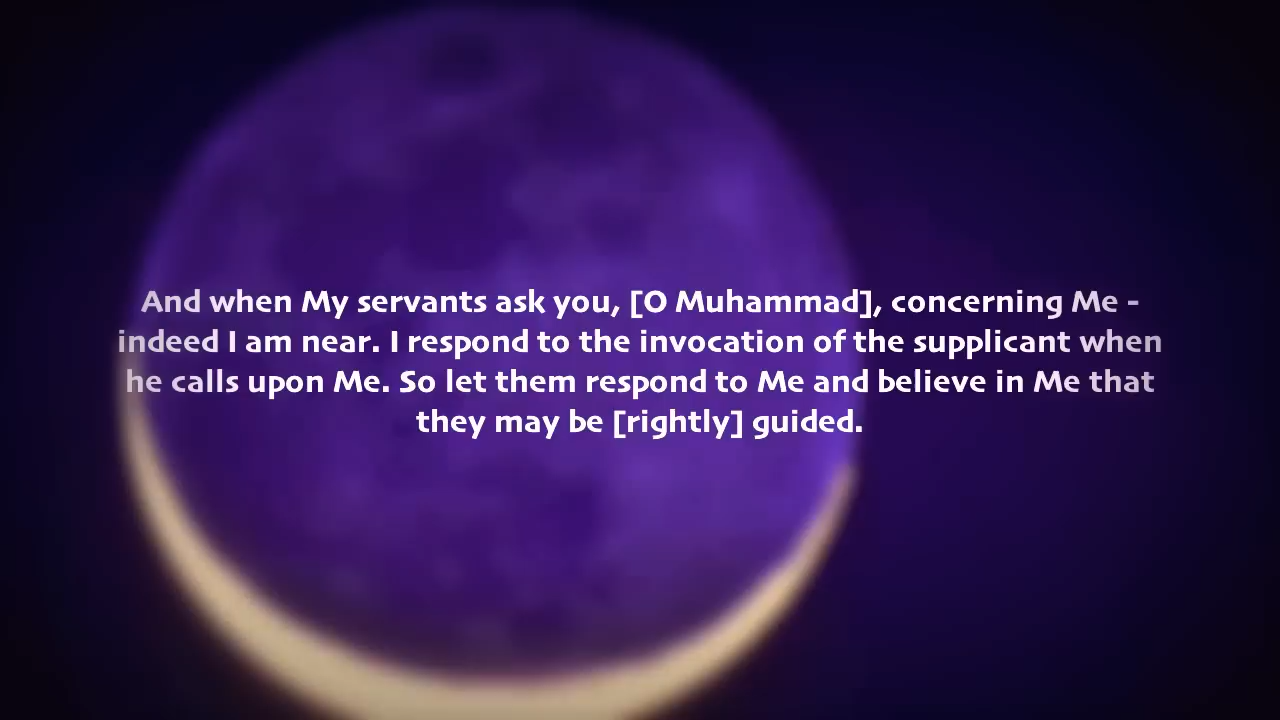 And when My servants ask you, [O Muhammad], concerning Me -
indeed I am near. I respond to the invocation of the supplicant when
he calls upon Me. So let them respond to Me and believe in Me that
they may be [rightly] guided.